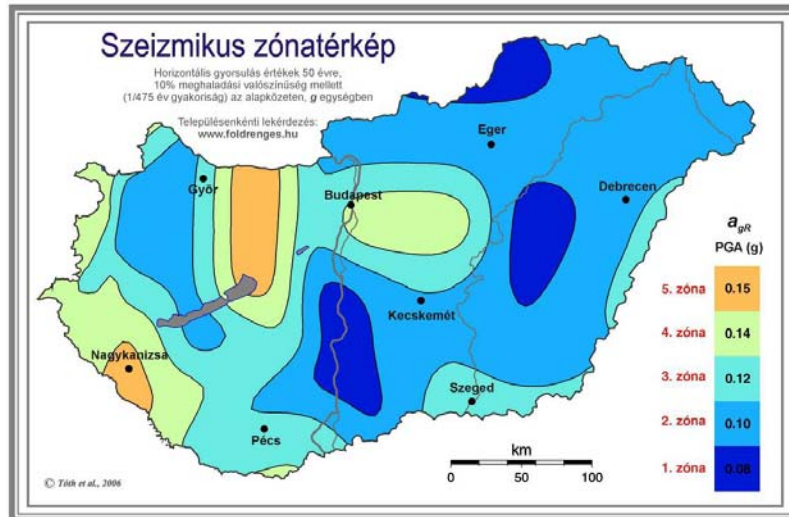 Szeizmikus zónatérkép
Horizontális gyorsulás értékek 50 évre,
10% meghaladási valószínűség mellett
(1/475 év gyakoriság) az alapkőzeten, g egységben
Településenkénti lekérdezés:
www.foldrenges.hu
Eger
Győr
Budapest
Debrecen
Kecskemét
Nagykanizsa
Szeged
Pécs
agR
PGA (g)
5. zóna 0.15
4. zóna 0.14
3. zóna 0.12
2. zóna 0.10
1. zóna 0.08
km
0 50 100
© Tóth et al., 2006